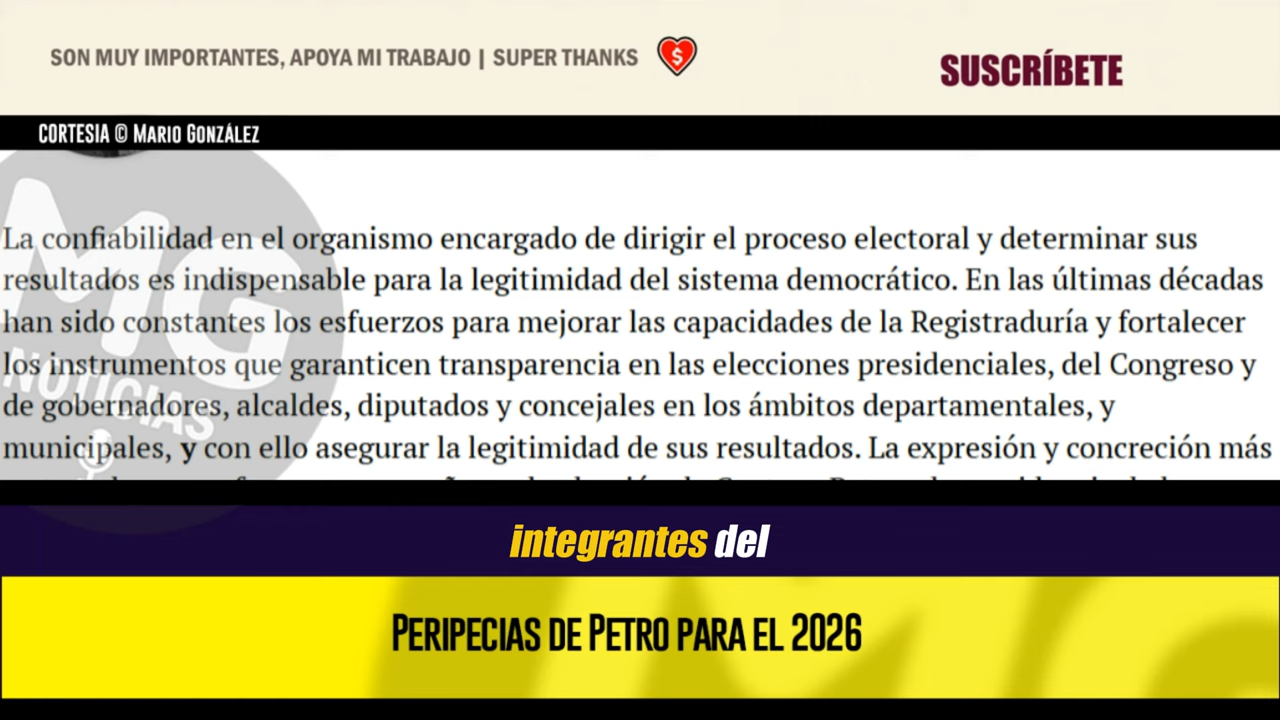 SON MUY IMPORTANTES, APOYA MI TRABAJO | SUPER THANKS
SUSCRÍBETE
CORTESIA © MARIO GONZÁLEZ
MG
NOTICIAS
La confiabilidad en el organismo encargado de dirigir el proceso electoral y determinar sus
resultados es indispensable para la legitimidad del sistema democrático. En las últimas décadas
han sido constantes los esfuerzos para mejorar las capacidades de la Registraduría y fortalecer
los instrumentos que garanticen transparencia en las elecciones presidenciales, del Congreso y
de gobernadores, alcaldes, diputados y concejales en los ámbitos departamentales, y
municipales, y con ello asegurar la legitimidad de sus resultados. La expresión y concreción más
integrantes del
PERIPECIAS DE PETRO PARA EL 2026